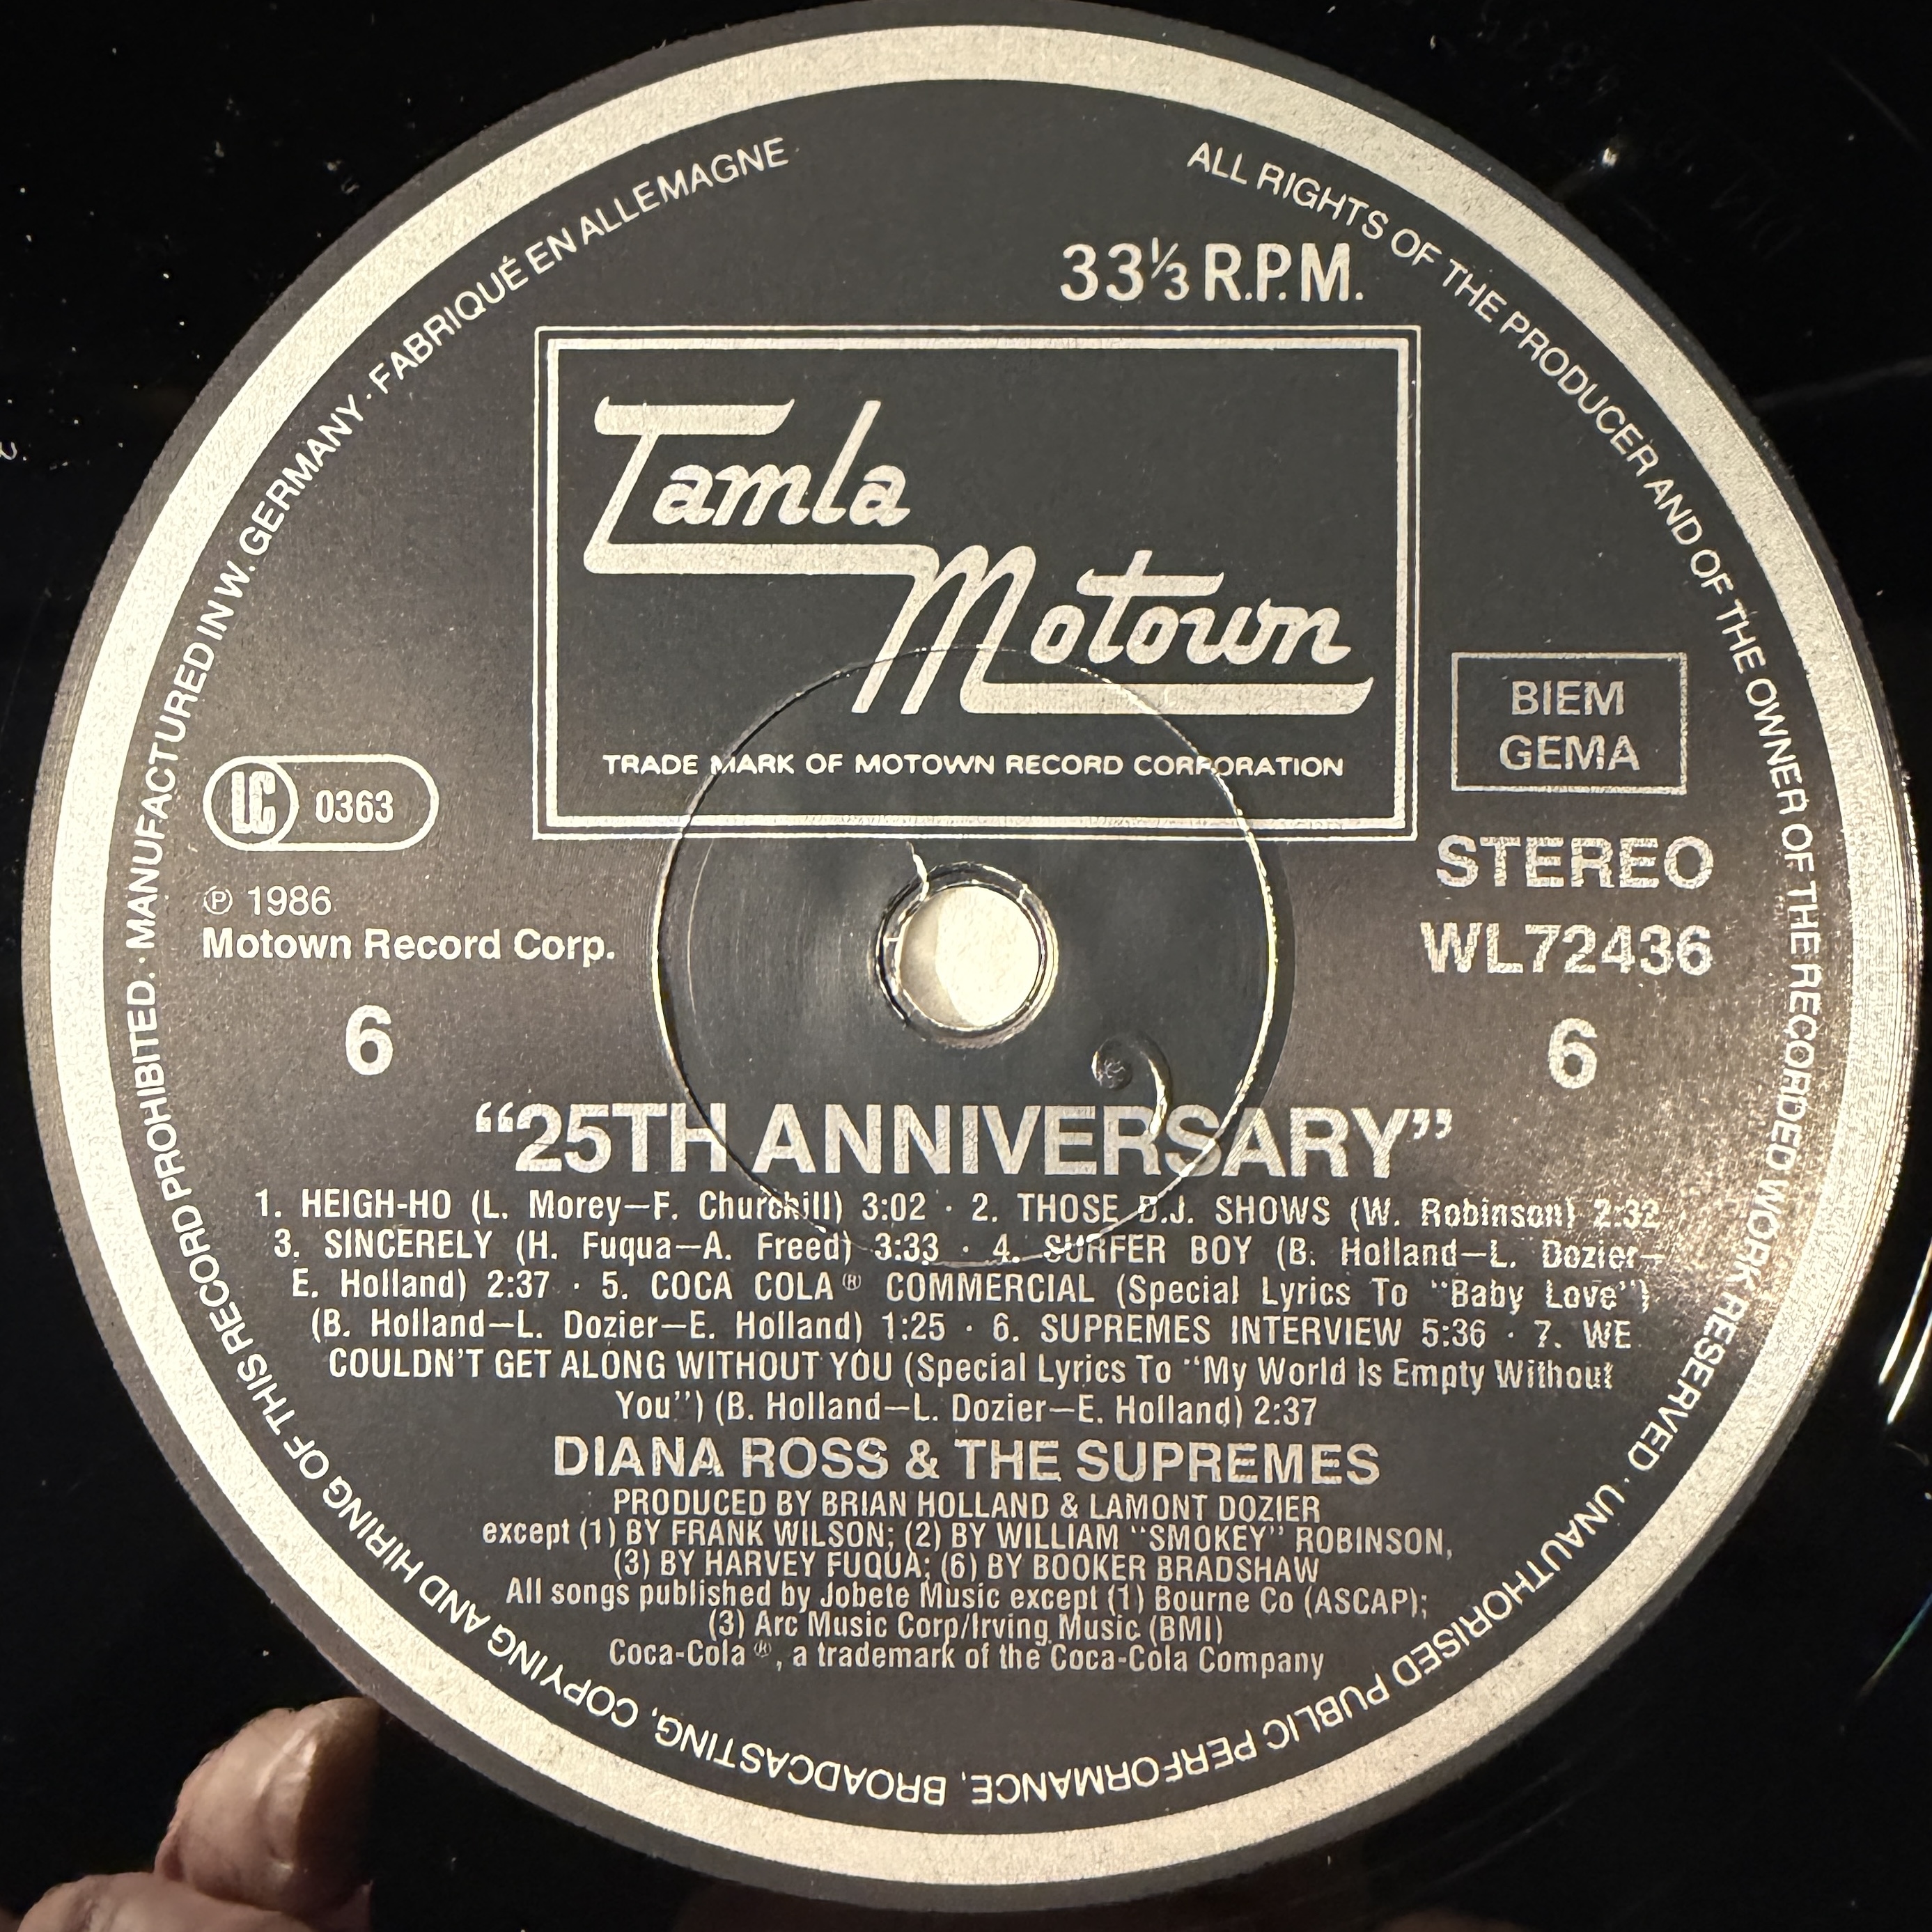 MANUFACTURED IN W. GERMANY · FABRIQUÉ EN ALLEMAGNE
ALL RIGHTS OF THE PRODUCER AND OF THE OWNER OF THE RECORDED WORK RESERVED · UNAUTHORISED PUBLIC PERFORMANCE, BROADCASTING, COPYING AND HIRING OF THIS RECORD PROHIBITED. ·
33⅓ R.P.M.
Tamla
Motown
TRADE MARK OF MOTOWN RECORD CORPORATION
BIEM
GEMA
LC 0363
STEREO
℗ 1986
Motown Record Corp.
WL72436
6
6
“25TH ANNIVERSARY”
1. HEIGH-HO (L. Morey–F. Churchill) 3:02 · 2. THOSE D.J. SHOWS (W. Robinson) 2:32
3. SINCERELY (H. Fuqua–A. Freed) 3:33 · 4. SURFER BOY (B. Holland–L. Dozier–
E. Holland) 2:37 · 5. COCA COLA® COMMERCIAL (Special Lyrics To “Baby Love”)
(B. Holland–L. Dozier–E. Holland) 1:25 · 6. SUPREMES INTERVIEW 5:36 · 7. WE
COULDN'T GET ALONG WITHOUT YOU (Special Lyrics To “My World Is Empty Without
You”) (B. Holland–L. Dozier–E. Holland) 2:37
DIANA ROSS & THE SUPREMES
PRODUCED BY BRIAN HOLLAND & LAMONT DOZIER
except (1) BY FRANK WILSON; (2) BY WILLIAM “SMOKEY” ROBINSON,
(3) BY HARVEY FUQUA; (6) BY BOOKER BRADSHAW
All songs published by Jobete Music except (1) Bourne Co (ASCAP);
(3) Arc Music Corp/Irving Music (BMI)
Coca-Cola ®, a trademark of the Coca-Cola Company